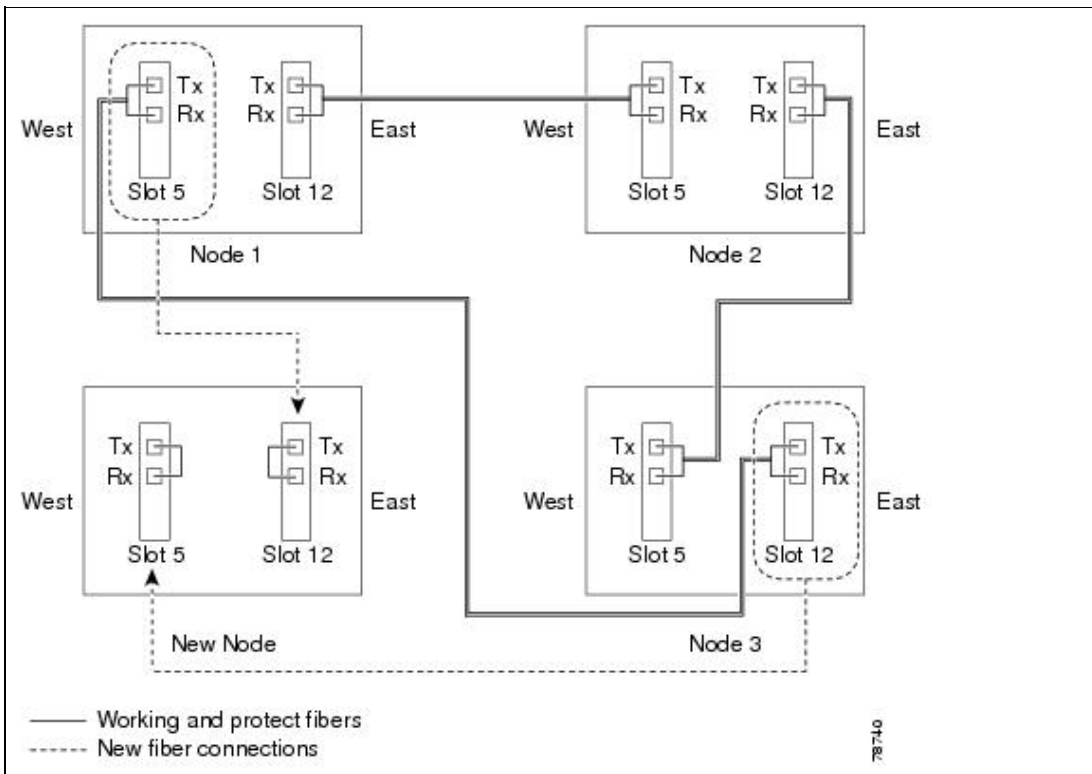 Tx Tx Tx Tx
Rx Rx Rx Rx
West East West East
Slot 5 Slot 12 Slot 5 Slot 12
Node 1 Node 2
Tx Tx Tx Tx
Rx Rx Rx Rx
West East West East
Slot 5 Slot 12 Slot 5 Slot 12
New Node Node 3
Working and protect fibers
New fiber connections
78740